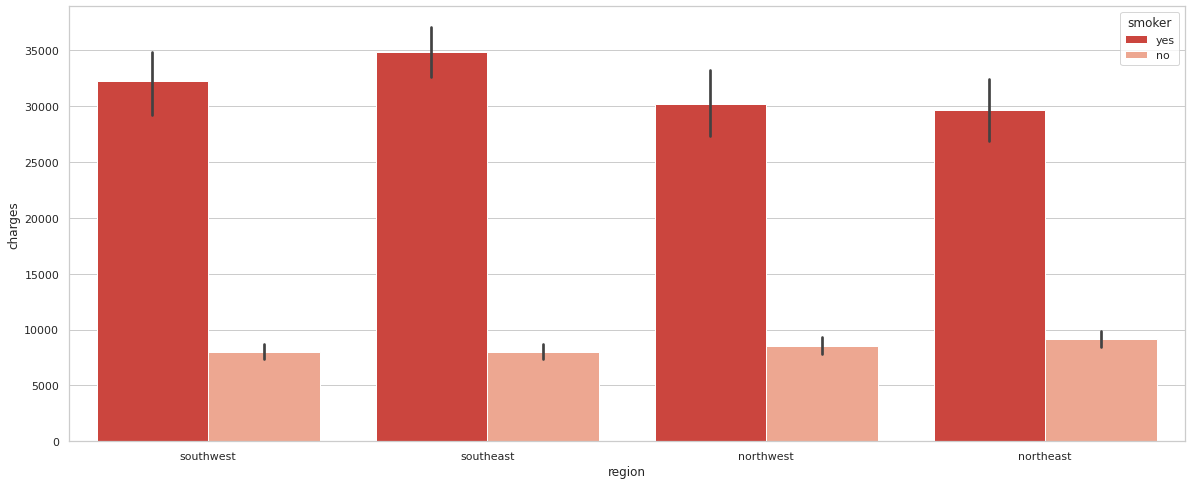 smoker
yes
no
35000
30000
25000
20000
15000
10000
5000
0
charges
southwest southeast northwest northeast
region